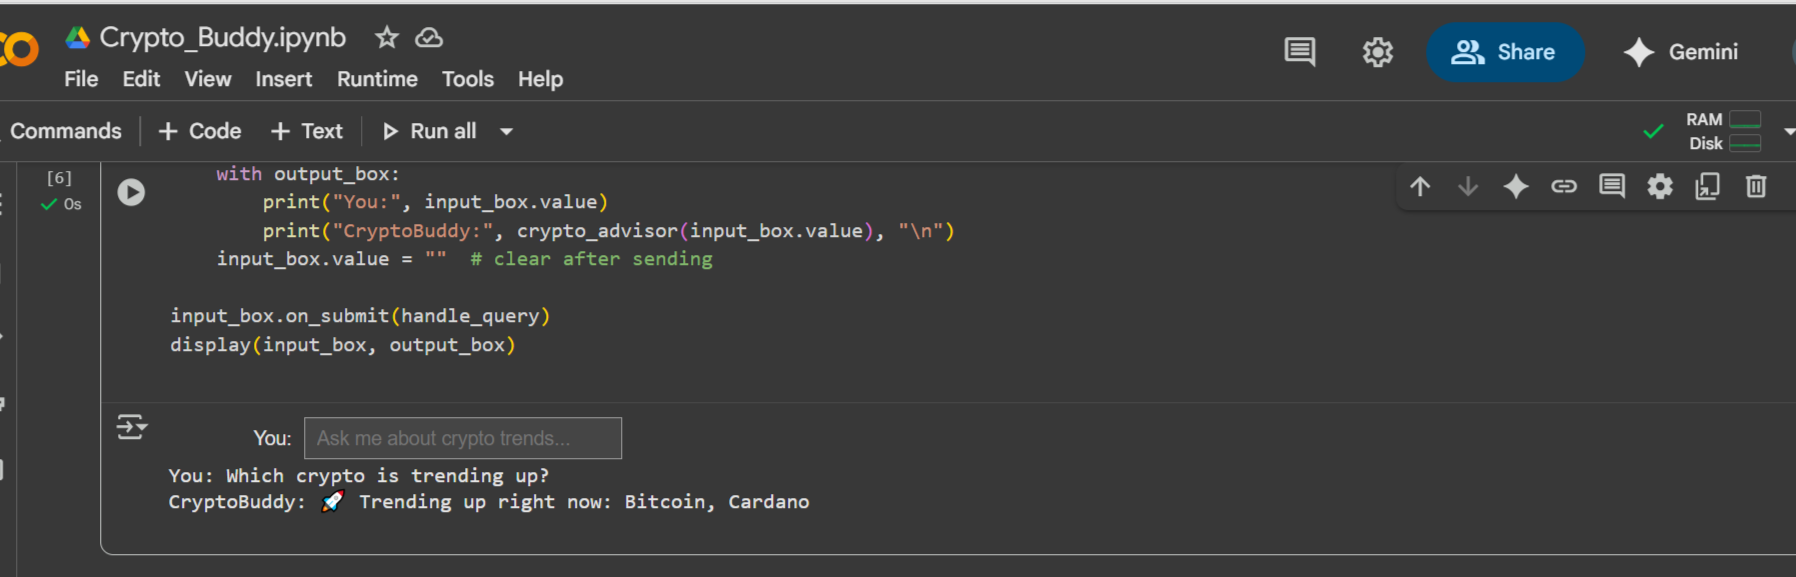 Crypto_Buddy.ipynb
File Edit View Insert Runtime Tools Help
Share
Gemini
Commands + Code + Text Run all
RAM
Disk
[6]
0s
with output_box:
print("You:", input_box.value)
print("CryptoBuddy:", crypto_advisor(input_box.value), "\n")
input_box.value = "" # clear after sending
input_box.on_submit(handle_query)
display(input_box, output_box)
You: Ask me about crypto trends...
You: Which crypto is trending up?
CryptoBuddy: 🚀 Trending up right now: Bitcoin, Cardano